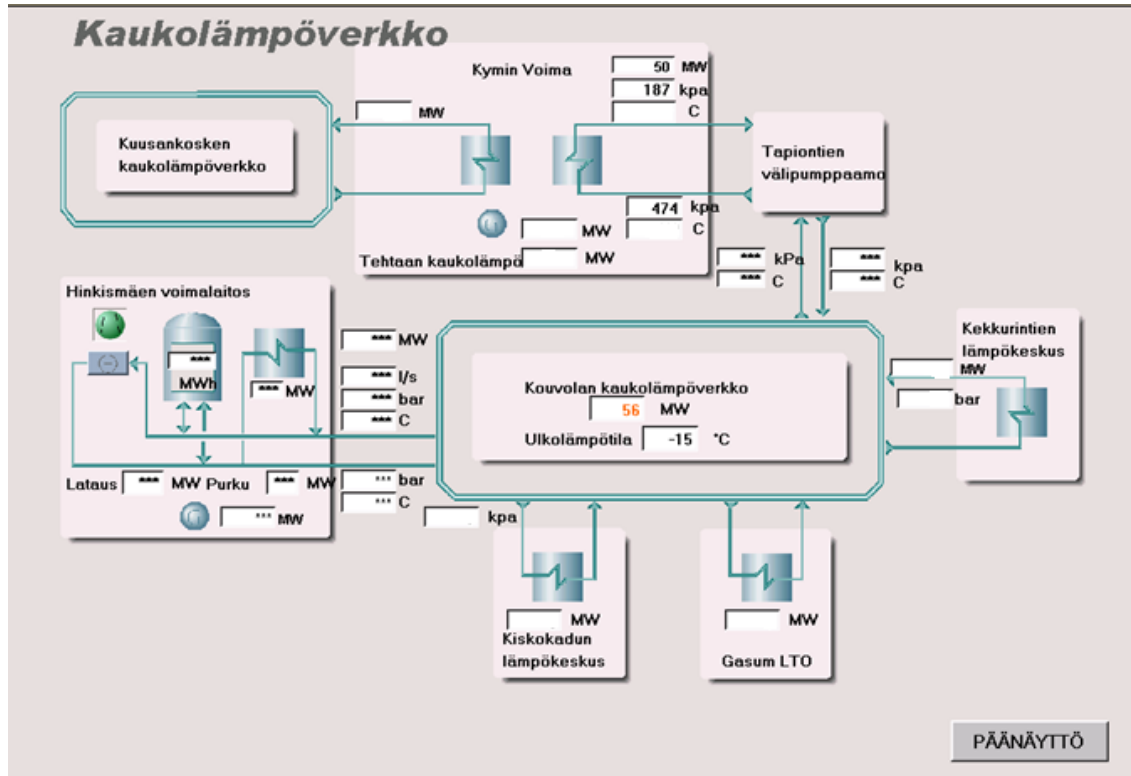 Kaukolämpöverkko
Kymin Voima
50 MW
187 kpa
C
MW
Kuusankosken
kaukolämpöverkko
Tapiontien
välipumppaamo
474 kpa
C
G
MW
Tehtaan kaukolämpö
MW
*** kPa
*** C
*** kpa
*** C
Hinkismäen voimalaitos
***
MWh
*** MW
*** MW
*** l/s
*** bar
*** C
Kekkurintien
lämpökeskus
MW
bar
Kouvolan kaukolämpöverkko
56 MW
Ulkolämpötila -15 °C
Lataus *** MW Purku *** MW
*** bar
*** C
G
*** MW
kpa
MW
Kiskokadun
lämpökeskus
MW
Gasum LTO
PÄÄNÄYTTÖ